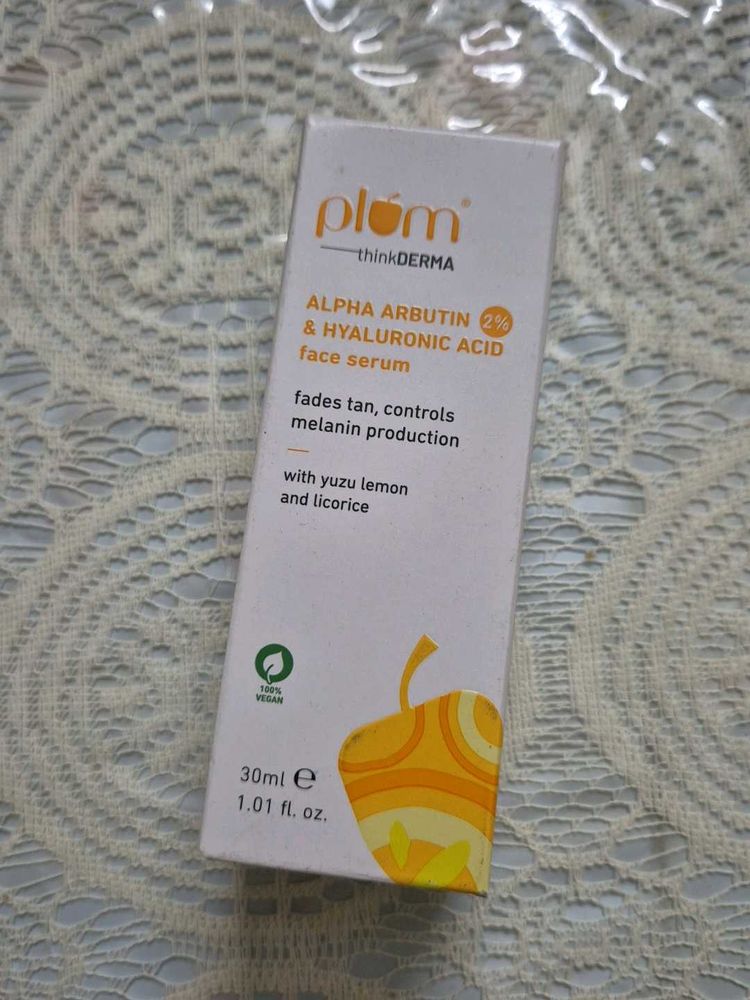 plum®
thinkDERMA
ALPHA ARBUTIN 2%
& HYALURONIC ACID
face serum
fades tan, controls
melanin production
with yuzu lemon
and licorice
100%
VEGAN
30ml ℮
1.01 fl. oz.